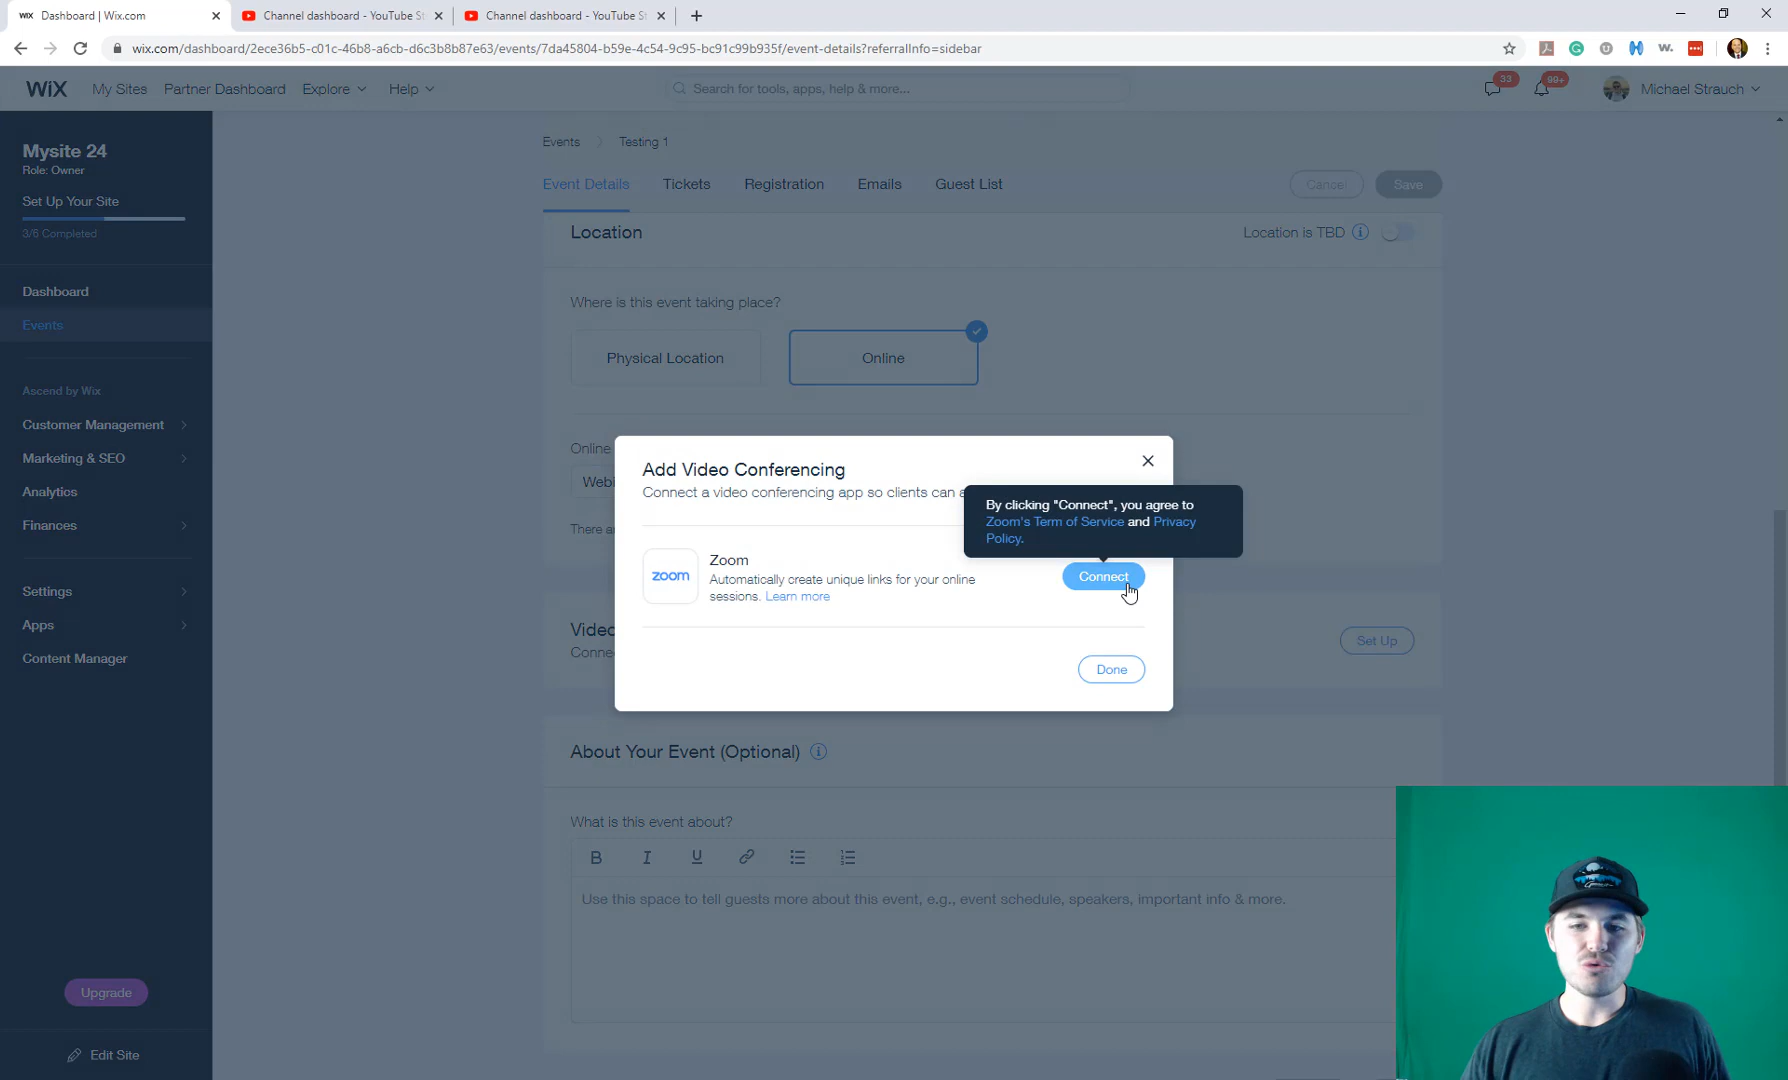 WiX Dashboard | Wix.com
Channel dashboard - YouTube St
Channel dashboard - YouTube St
wix.com/dashboard/2ece36b5-c01c-46b8-a6cb-d6c3b8b87e63/events/7da45804-b59e-4c54-9c95-bc91c99b935f/event-details?referralInfo=sidebar
WiX My Sites Partner Dashboard Explore Help
Search for tools, apps, help & more...
33
99+
Michael Strauch
Mysite 24
Role: Owner
Set Up Your Site
3/5 Completed
Dashboard
Events
Ascend by Wix
Customer Management
Marketing & SEO
Analytics
Finances
Settings
Apps
Content Manager
Upgrade
Edit Site
Events Testing 1
Event Details Tickets Registration Emails Guest List
Cancel Save
Location
Location is TBD
Where is this event taking place?
Physical Location Online
Online
Webi
There a
Add Video Conferencing
Connect a video conferencing app so clients can a
By clicking "Connect", you agree to
Zoom's Term of Service and Privacy
Policy.
zoom
Zoom
Automatically create unique links for your online
sessions. Learn more
Connect
Done
Video
Conne
Set Up
About Your Event (Optional)
What is this event about?
B I U
Use this space to tell guests more about this event, e.g., event schedule, speakers, important info & more.